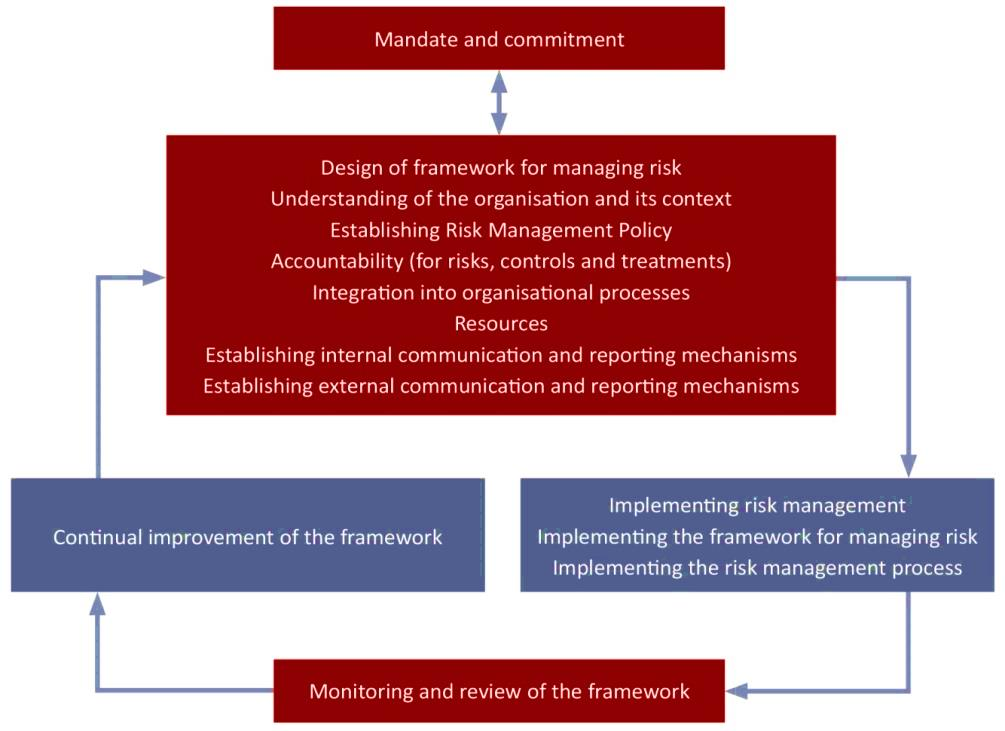 Mandate and commitment
Design of framework for managing risk
Understanding of the organisation and its context
Establishing Risk Management Policy
Accountability (for risks, controls and treatments)
Integration into organisational processes
Resources
Establishing internal communication and reporting mechanisms
Establishing external communication and reporting mechanisms
Continual improvement of the framework
Implementing risk management
Implementing the framework for managing risk
Implementing the risk management process
Monitoring and review of the framework